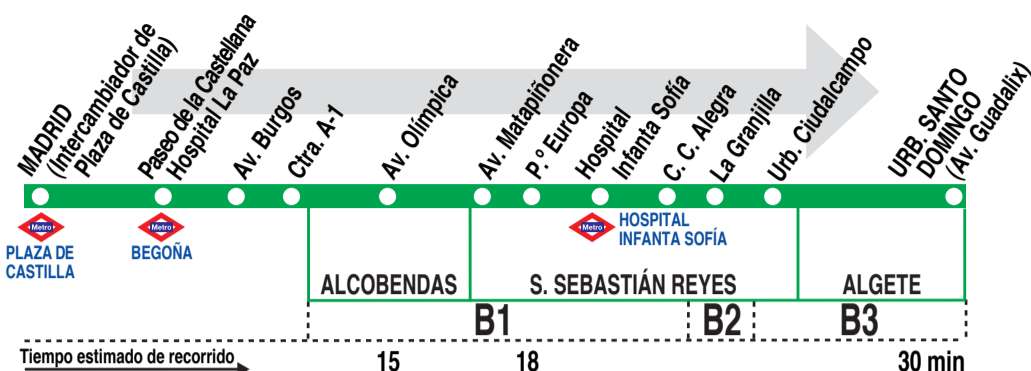 MADRID
(Intercambiador de
Plaza de Castilla)
Paseo de la Castellana
Hospital La Paz
Av. Burgos
Ctra. A-1
Av. Olímpica
Av. Matapiñonera
P.º Europa
Hospital
Infanta Sofía
C. C. Alegra
La Granjilla
Urb. Ciudalcampo
URB. SANTO
DOMINGO
(Av. Guadalix)
Metro
PLAZA DE
CASTILLA
Metro
BEGOÑA
Metro
HOSPITAL
INFANTA SOFÍA
ALCOBENDAS
S. SEBASTIÁN REYES
ALGETE
B1
B2
B3
Tiempo estimado de recorrido
15
18
30 min